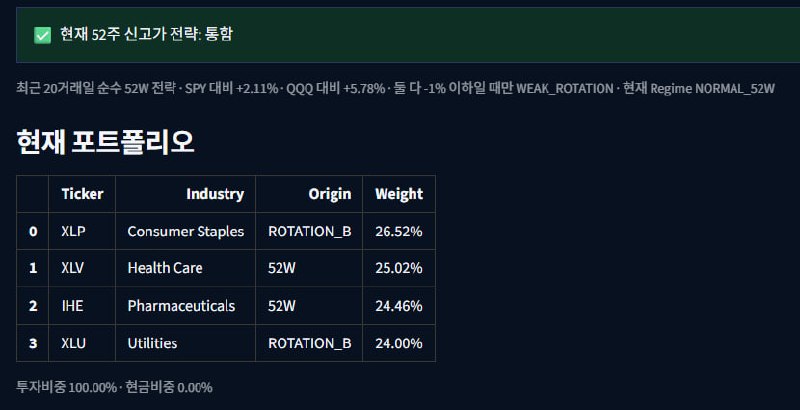 ✅ 현재 52주 신고가 전략: 통함
최근 20거래일 순수 52W 전략 · SPY 대비 +2.11% · QQQ 대비 +5.78% · 둘 다 -1% 이하일 때만 WEAK_ROTATION · 현재 Regime NORMAL_52W
현재 포트폴리오
Ticker Industry Origin Weight
0 XLP Consumer Staples ROTATION_B 26.52%
1 XLV Health Care 52W 25.02%
2 IHE Pharmaceuticals 52W 24.46%
3 XLU Utilities ROTATION_B 24.00%
투자비중 100.00% · 현금비중 0.00%